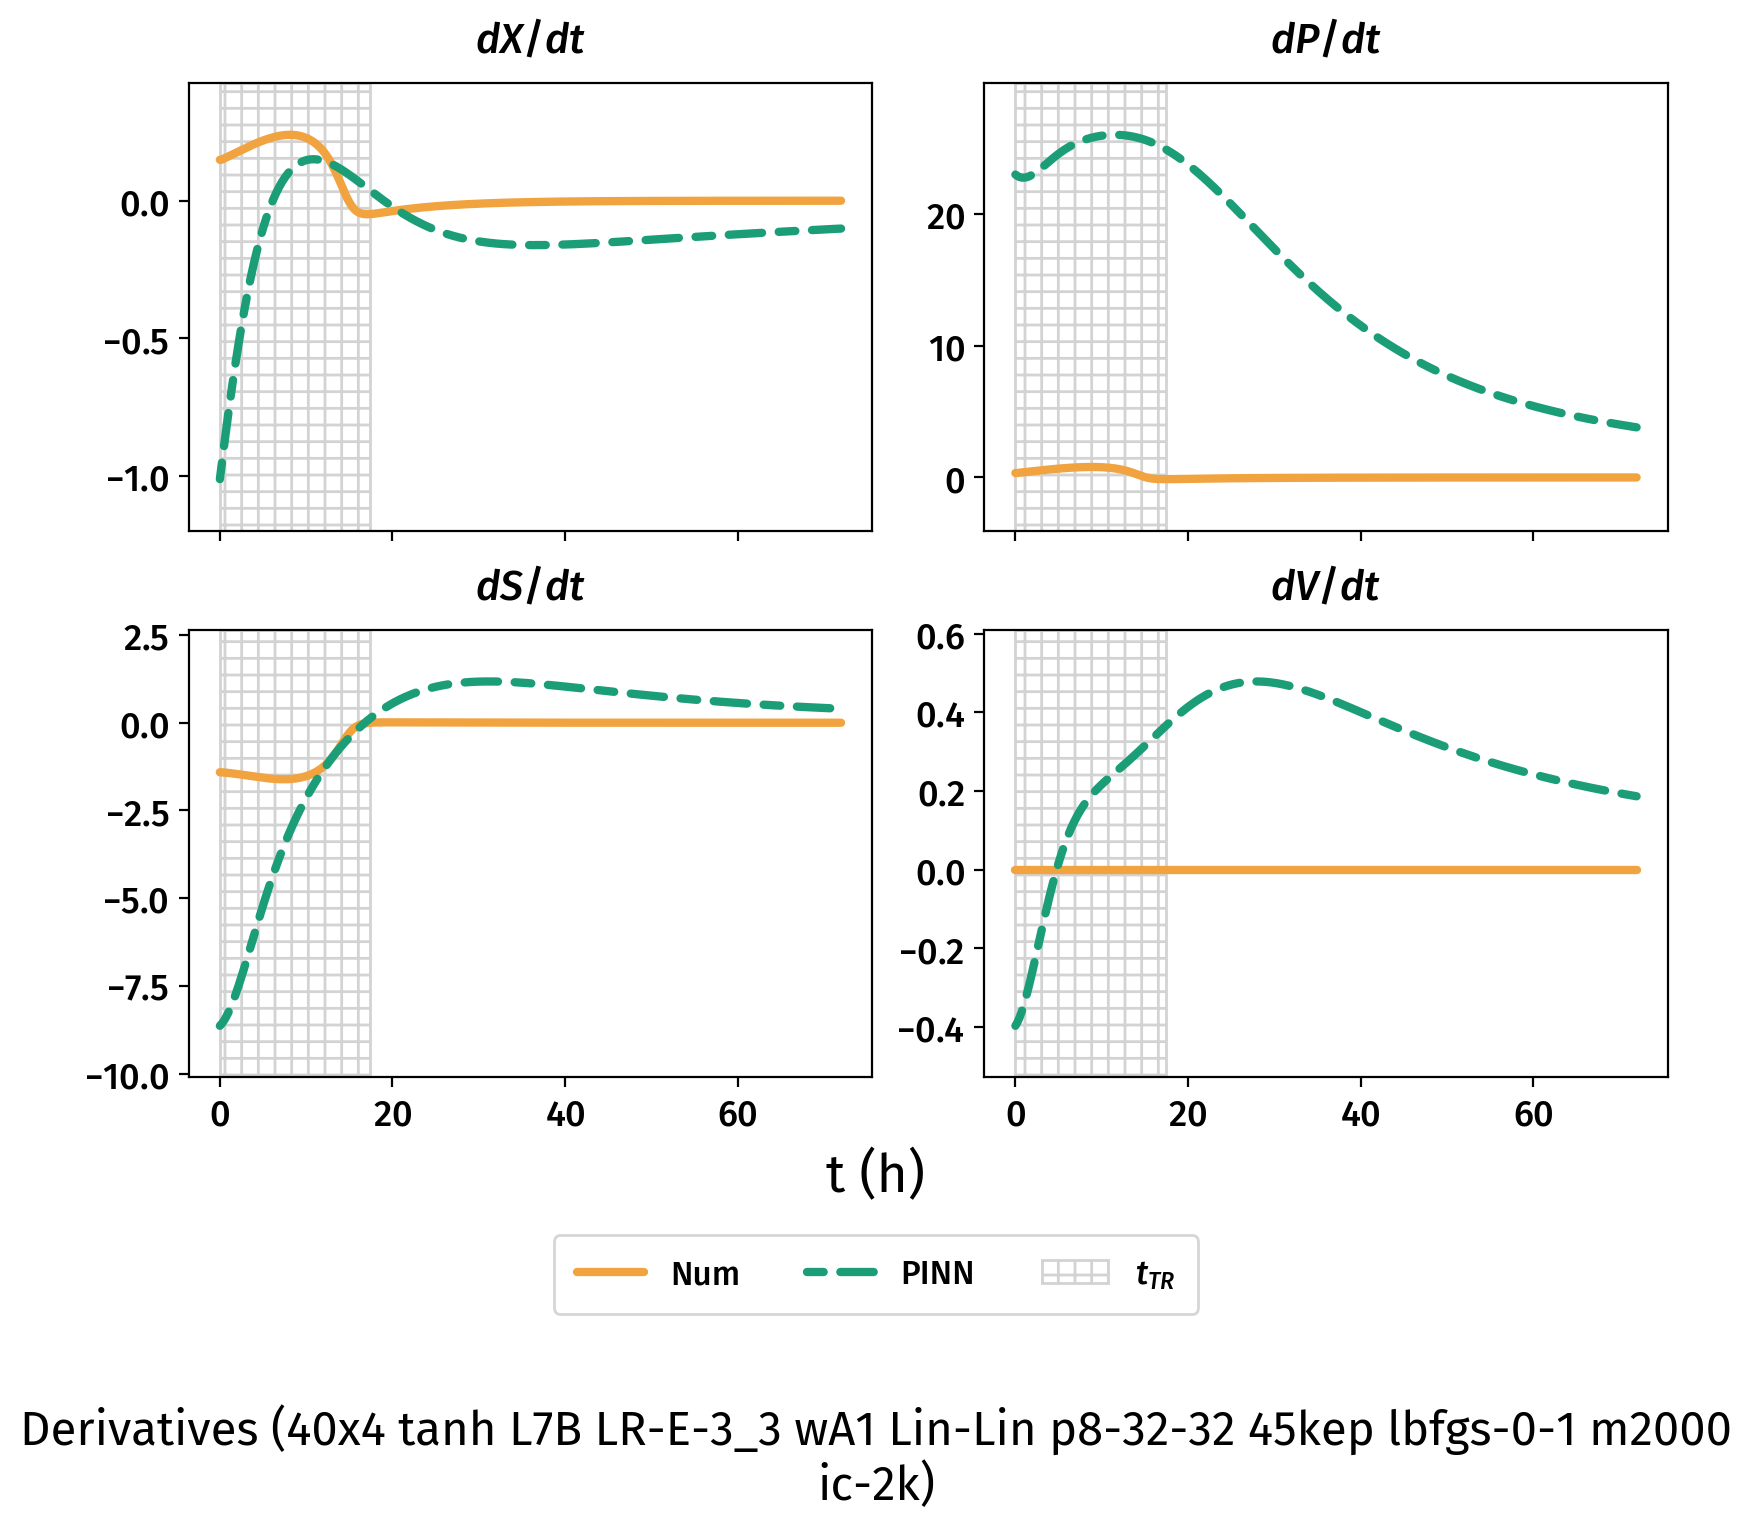 dX/dt
dP/dt
0.0
−0.5
−1.0
20
10
0
dS/dt
dV/dt
2.5
0.0
−2.5
−5.0
−7.5
−10.0
0.6
0.4
0.2
0.0
−0.2
−0.4
0 20 40 60
0 20 40 60
t (h)
Num PINN tTR
Derivatives (40x4 tanh L7B LR-E-3_3 wA1 Lin-Lin p8-32-32 45kep lbfgs-0-1 m2000
ic-2k)